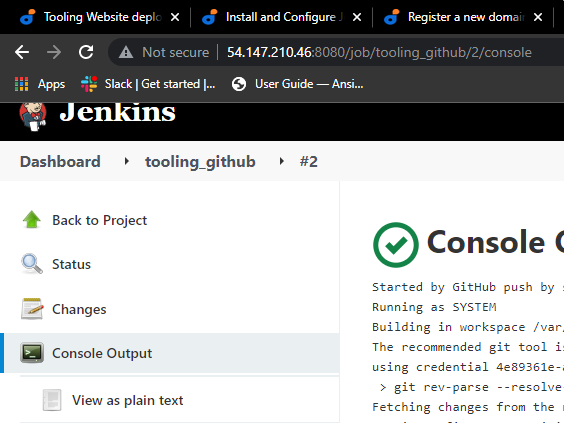 Tooling Website deplo
Install and Configure J
Register a new domain
Not secure | 54.147.210.46:8080/job/tooling_github/2/console
Apps
Slack | Get started |...
User Guide — Ansi...
Jenkins
Dashboard
tooling_github
#2
Back to Project
Status
Changes
Console Output
View as plain text
Console
Started by GitHub push by
Running as SYSTEM
Building in workspace /var/
The recommended git tool is
using credential 4e89361e-
> git rev-parse --resolve
Fetching changes from the